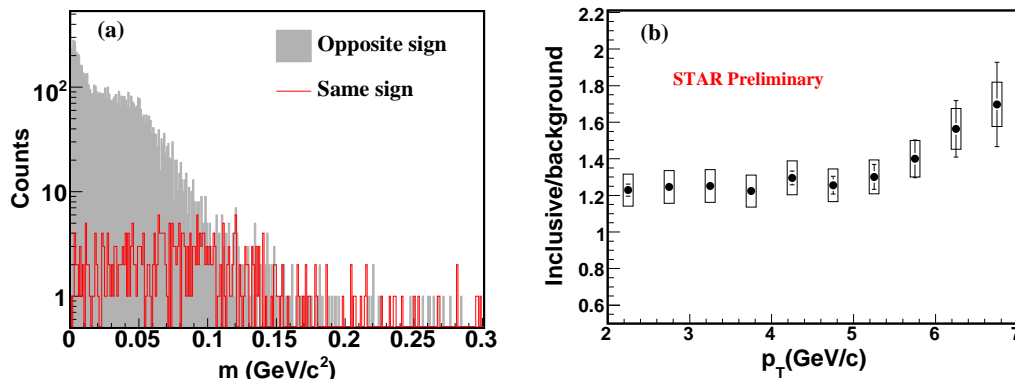 (a)
Opposite sign
Same sign
Counts
10²
10
1
0 0.05 0.1 0.15 0.2 0.25 0.3
m (GeV/c²)
(b)
STAR Preliminary
Inclusive/background
2.2
2
1.8
1.6
1.4
1.2
1
0.8
0.6
2 3 4 5 6 7
p_T(GeV/c)